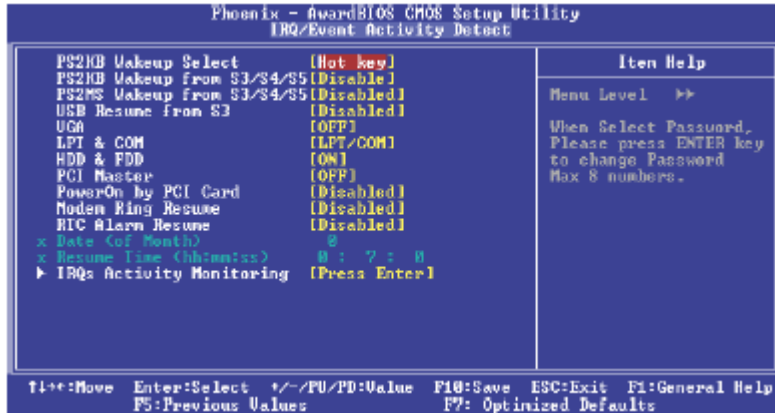 Phoenix - AwardBIOS CMOS Setup Utility
IRQ/Event Activity Detect
PS2KB Wakeup Select [Hot key]
PS2KB Wakeup from S3/S4/S5[Disable]
PS2MS Wakeup from S3/S4/S5[Disabled]
USB Resume from S3 [Disabled]
VGA [OFF]
LPT & COM [LPT/COM]
HDD & FDD [ON]
PCI Master [OFF]
PowerOn by PCI Card [Disabled]
Modem Ring Resume [Disabled]
RTC Alarm Resume [Disabled]
x Date (of Month) 0
x Resume Time (hh:mm:ss) 0 : 7 : 0
▶ IRQs Activity Monitoring [Press Enter]
Item Help
Menu Level ▶▶
When Select Password,
Please press ENTER key
to change Password
Max 8 numbers.
↑↓→←:Move Enter:Select +/-/PU/PD:Value F10:Save ESC:Exit F1:General Help
F5:Previous Values F7: Optimized Defaults